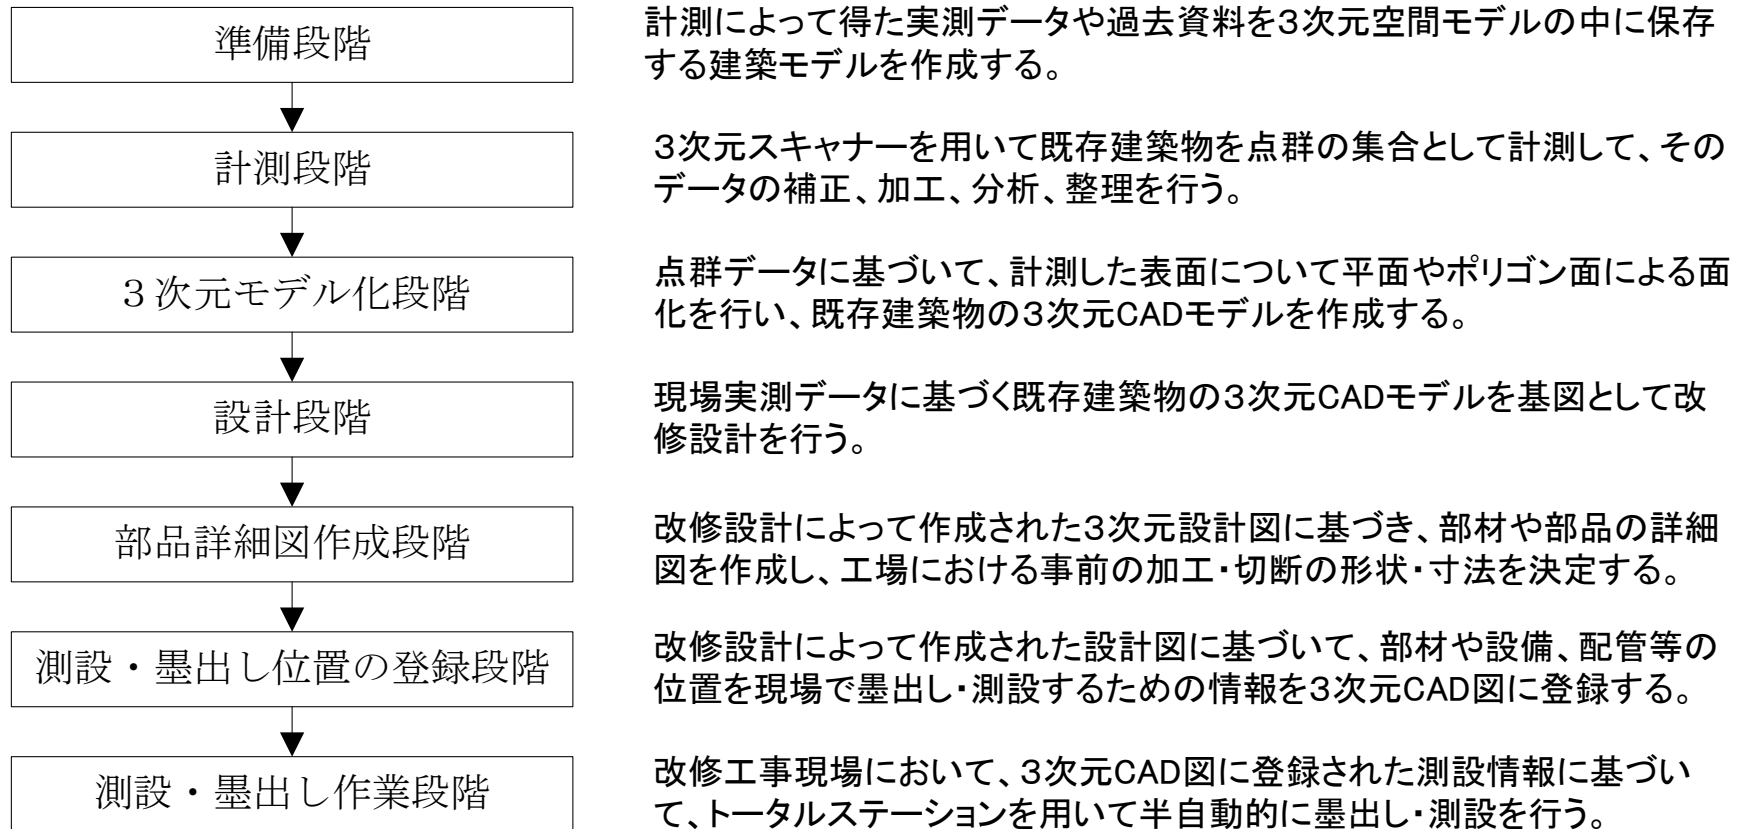 準備段階
計測によって得た実測データや過去資料を3次元空間モデルの中に保存
する建築モデルを作成する。
計測段階
3次元スキャナーを用いて既存建築物を点群の集合として計測して、その
データの補正、加工、分析、整理を行う。
3次元モデル化段階
点群データに基づいて、計測した表面について平面やポリゴン面による面
化を行い、既存建築物の3次元CADモデルを作成する。
設計段階
現場実測データに基づく既存建築物の3次元CADモデルを基図として改
修設計を行う。
部品詳細図作成段階
改修設計によって作成された3次元設計図に基づき、部材や部品の詳細
図を作成し、工場における事前の加工・切断の形状・寸法を決定する。
測設・墨出し位置の登録段階
改修設計によって作成された設計図に基づいて、部材や設備、配管等の
位置を現場で墨出し・測設するための情報を3次元CAD図に登録する。
測設・墨出し作業段階
改修工事現場において、3次元CAD図に登録された測設情報に基づい
て、トータルステーションを用いて半自動的に墨出し・測設を行う。